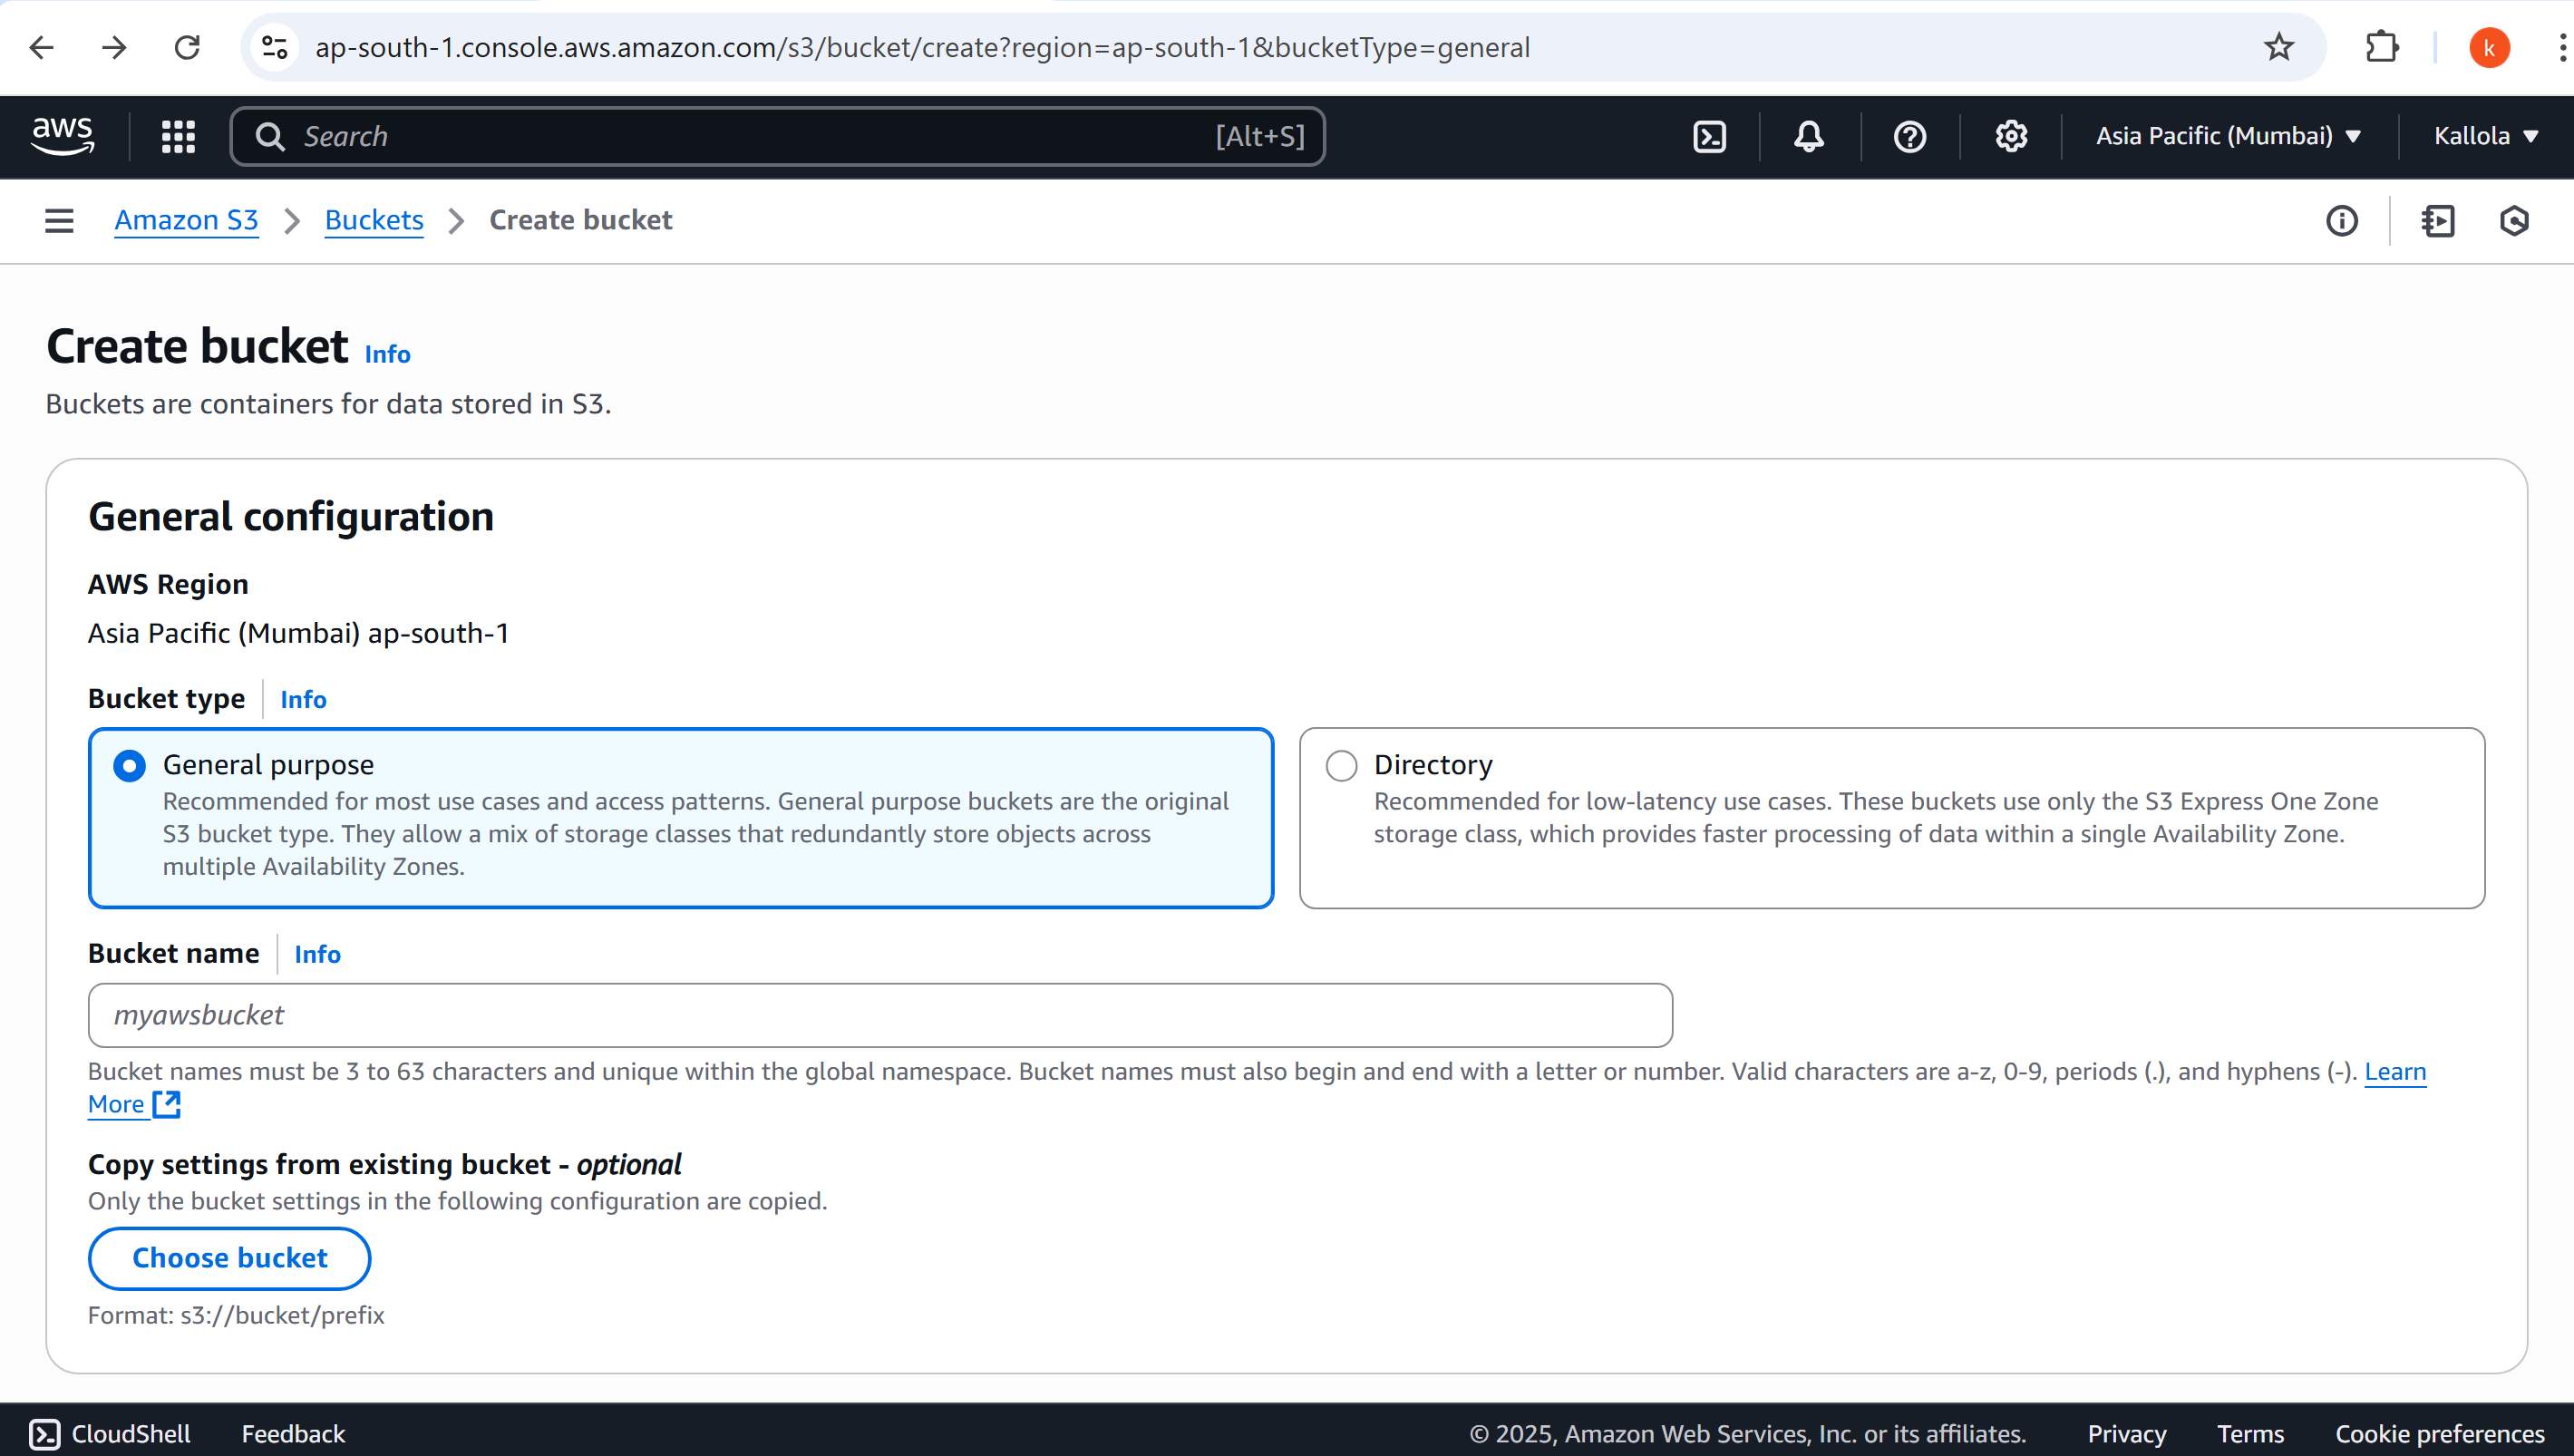 ap-south-1.console.aws.amazon.com/s3/bucket/create?region=ap-south-1&bucketType=general
k
aws
Search [Alt+S]
Asia Pacific (Mumbai)
Kallola
Amazon S3
Buckets
Create bucket
Create bucket Info
Buckets are containers for data stored in S3.
General configuration
AWS Region
Asia Pacific (Mumbai) ap-south-1
Bucket type Info
General purpose
Recommended for most use cases and access patterns. General purpose buckets are the original
S3 bucket type. They allow a mix of storage classes that redundantly store objects across
multiple Availability Zones.
Directory
Recommended for low-latency use cases. These buckets use only the S3 Express One Zone
storage class, which provides faster processing of data within a single Availability Zone.
Bucket name Info
myawsbucket
Bucket names must be 3 to 63 characters and unique within the global namespace. Bucket names must also begin and end with a letter or number. Valid characters are a-z, 0-9, periods (.), and hyphens (-). Learn
More
Copy settings from existing bucket - optional
Only the bucket settings in the following configuration are copied.
Choose bucket
Format: s3://bucket/prefix
CloudShell
Feedback
© 2025, Amazon Web Services, Inc. or its affiliates.
Privacy
Terms
Cookie preferences